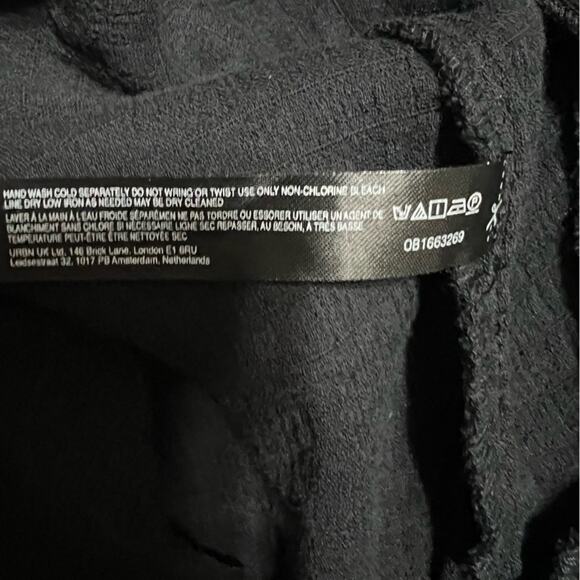 HAND WASH COLD SEPARATELY DO NOT WRING OR TWIST USE ONLY NON-CHLORINE BLEACH
LINE DRY LOW IRON AS NEEDED MAY BE DRY CLEANED
LAVER À LA MAIN À L'EAU FROIDE SÉPARÉMENT NE PAS TORDRE OU ESSORER UTILISER UN AGENT DE
BLANCHIMENT SANS CHLORE SI NÉCESSAIRE LIGNE SEC REPASSER, AU BESOIN, À TRÈS BASSE
TEMPERATURE PEUT-ÊTRE ÊTRE NETTOYÉE SEC
URBN UK Ltd. 146 Brick Lane, London E1 6RU
Leidsestraat 32, 1017 PB Amsterdam, Netherlands
P
OB1663269